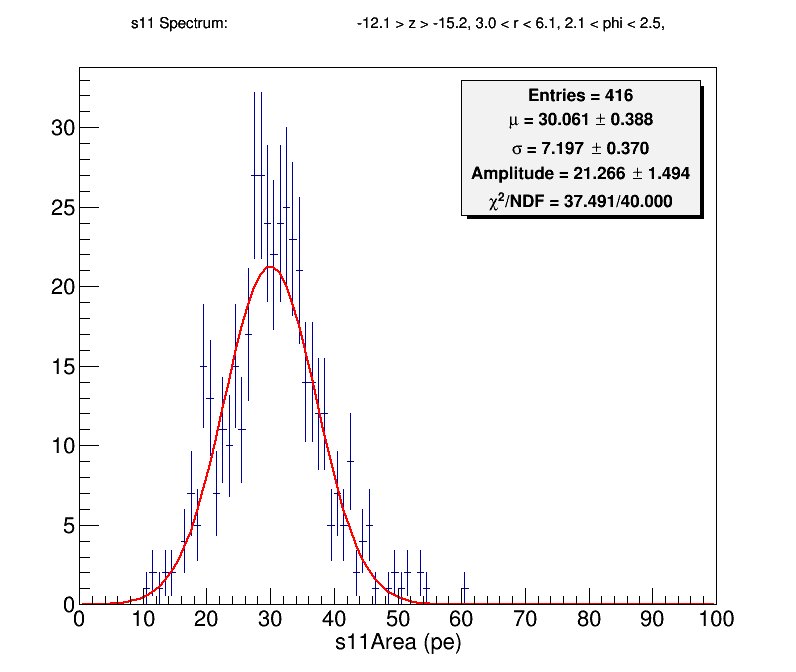 s11 Spectrum: -12.1 > z > -15.2, 3.0 < r < 6.1, 2.1 < phi < 2.5,
Entries = 416
μ = 30.061 ± 0.388
σ = 7.197 ± 0.370
Amplitude = 21.266 ± 1.494
χ²/NDF = 37.491/40.000
30
25
20
15
10
5
0
0 10 20 30 40 50 60 70 80 90 100
s11Area (pe)